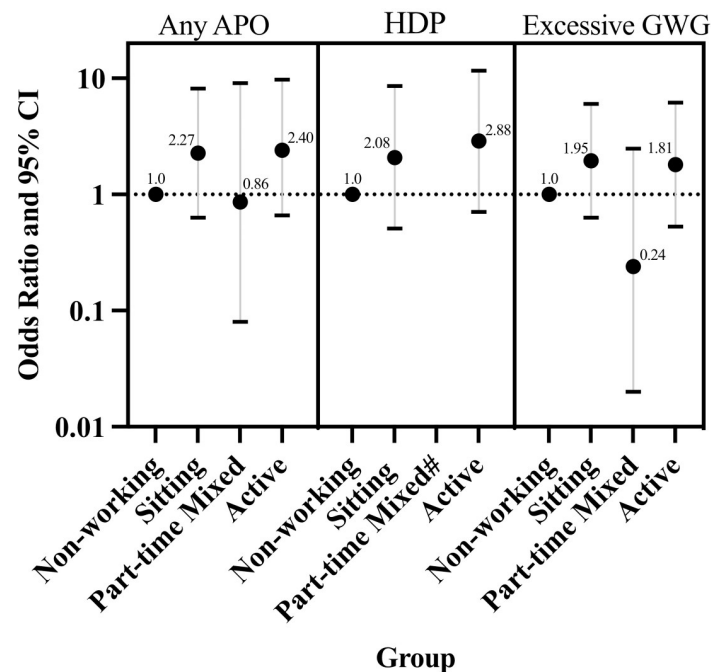 Any APO
HDP
Excessive GWG
Odds Ratio and 95% CI
10
1
0.1
0.01
1.0
2.27
0.86
2.40
1.0
2.08
2.88
1.0
1.95
0.24
1.81
Non-working
Sitting
Part-time Mixed
Active
Non-working
Sitting
Part-time Mixed#
Active
Non-working
Sitting
Part-time Mixed
Active
Group